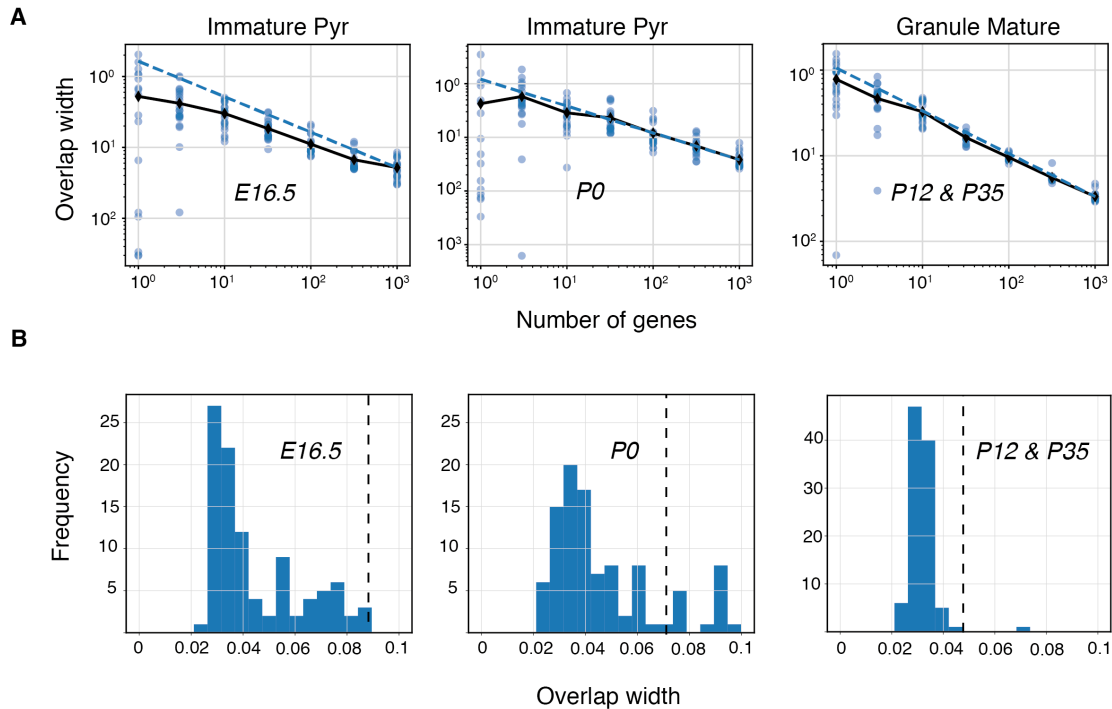 A
Immature Pyr
Immature Pyr
Granule Mature
Overlap width
10⁰
10¹
10²
E16.5
10⁰ 10¹ 10² 10³
10⁰
10¹
10²
10³
P0
10⁰ 10¹ 10² 10³
10⁰
10¹
10²
P12 & P35
10⁰ 10¹ 10² 10³
Number of genes
B
Frequency
25
20
15
10
5
E16.5
0 0.02 0.04 0.06 0.08 0.1
25
20
15
10
5
P0
0 0.02 0.04 0.06 0.08 0.1
40
30
20
10
P12 & P35
0 0.02 0.04 0.06 0.08 0.1
Overlap width